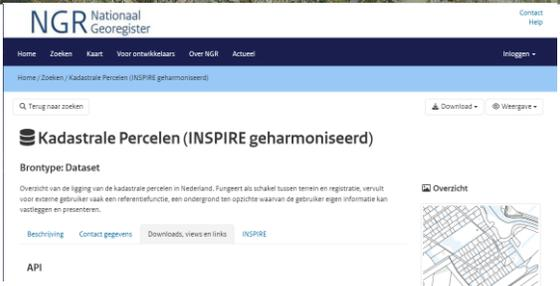 Contact
Help
NGR Nationaal
Georegister
Home Zoeken Kaart Voor ontwikkelaars Over NGR Actueel Inloggen
Home / Zoeken / Kadastrale Percelen (INSPIRE geharmoniseerd)
Terug naar zoeken Download Weergave
Kadastrale Percelen (INSPIRE geharmoniseerd)
Brontype: Dataset
Overzicht van de ligging van de kadastrale percelen in Nederland. Fungeert als schakel tussen terrein en registratie, vervult
voor externe gebruiker vaak een referentiefunctie, een ondergrond ten opzichte waarvan de gebruiker eigen informatie kan
vastleggen en presenteren.
Overzicht
Beschrijving Contact gegevens Downloads, views en links INSPIRE
API